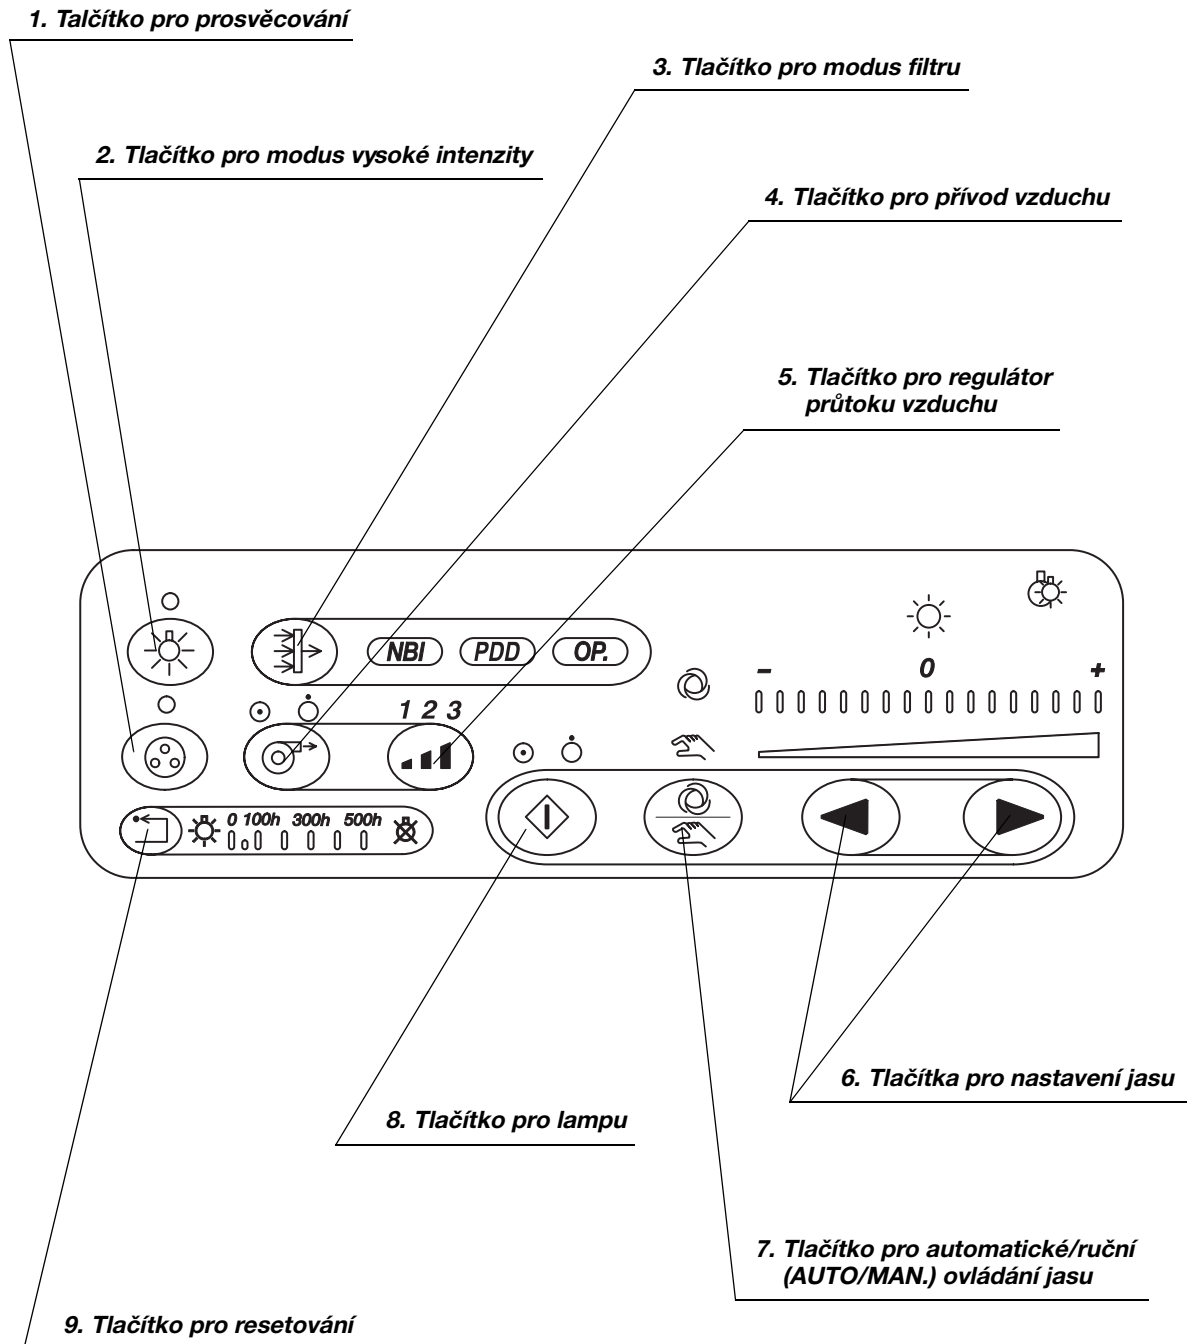 1. Talčítko pro prosvěcování
3. Tlačítko pro modus filtru
2. Tlačítko pro modus vysoké intenzity
4. Tlačítko pro přívod vzduchu
5. Tlačítko pro regulátor
průtoku vzduchu
NBI PDD OP.
- 0 +
1 2 3
0 100h 300h 500h
6. Tlačítka pro nastavení jasu
8. Tlačítko pro lampu
7. Tlačítko pro automatické/ruční
(AUTO/MAN.) ovládání jasu
9. Tlačítko pro resetování